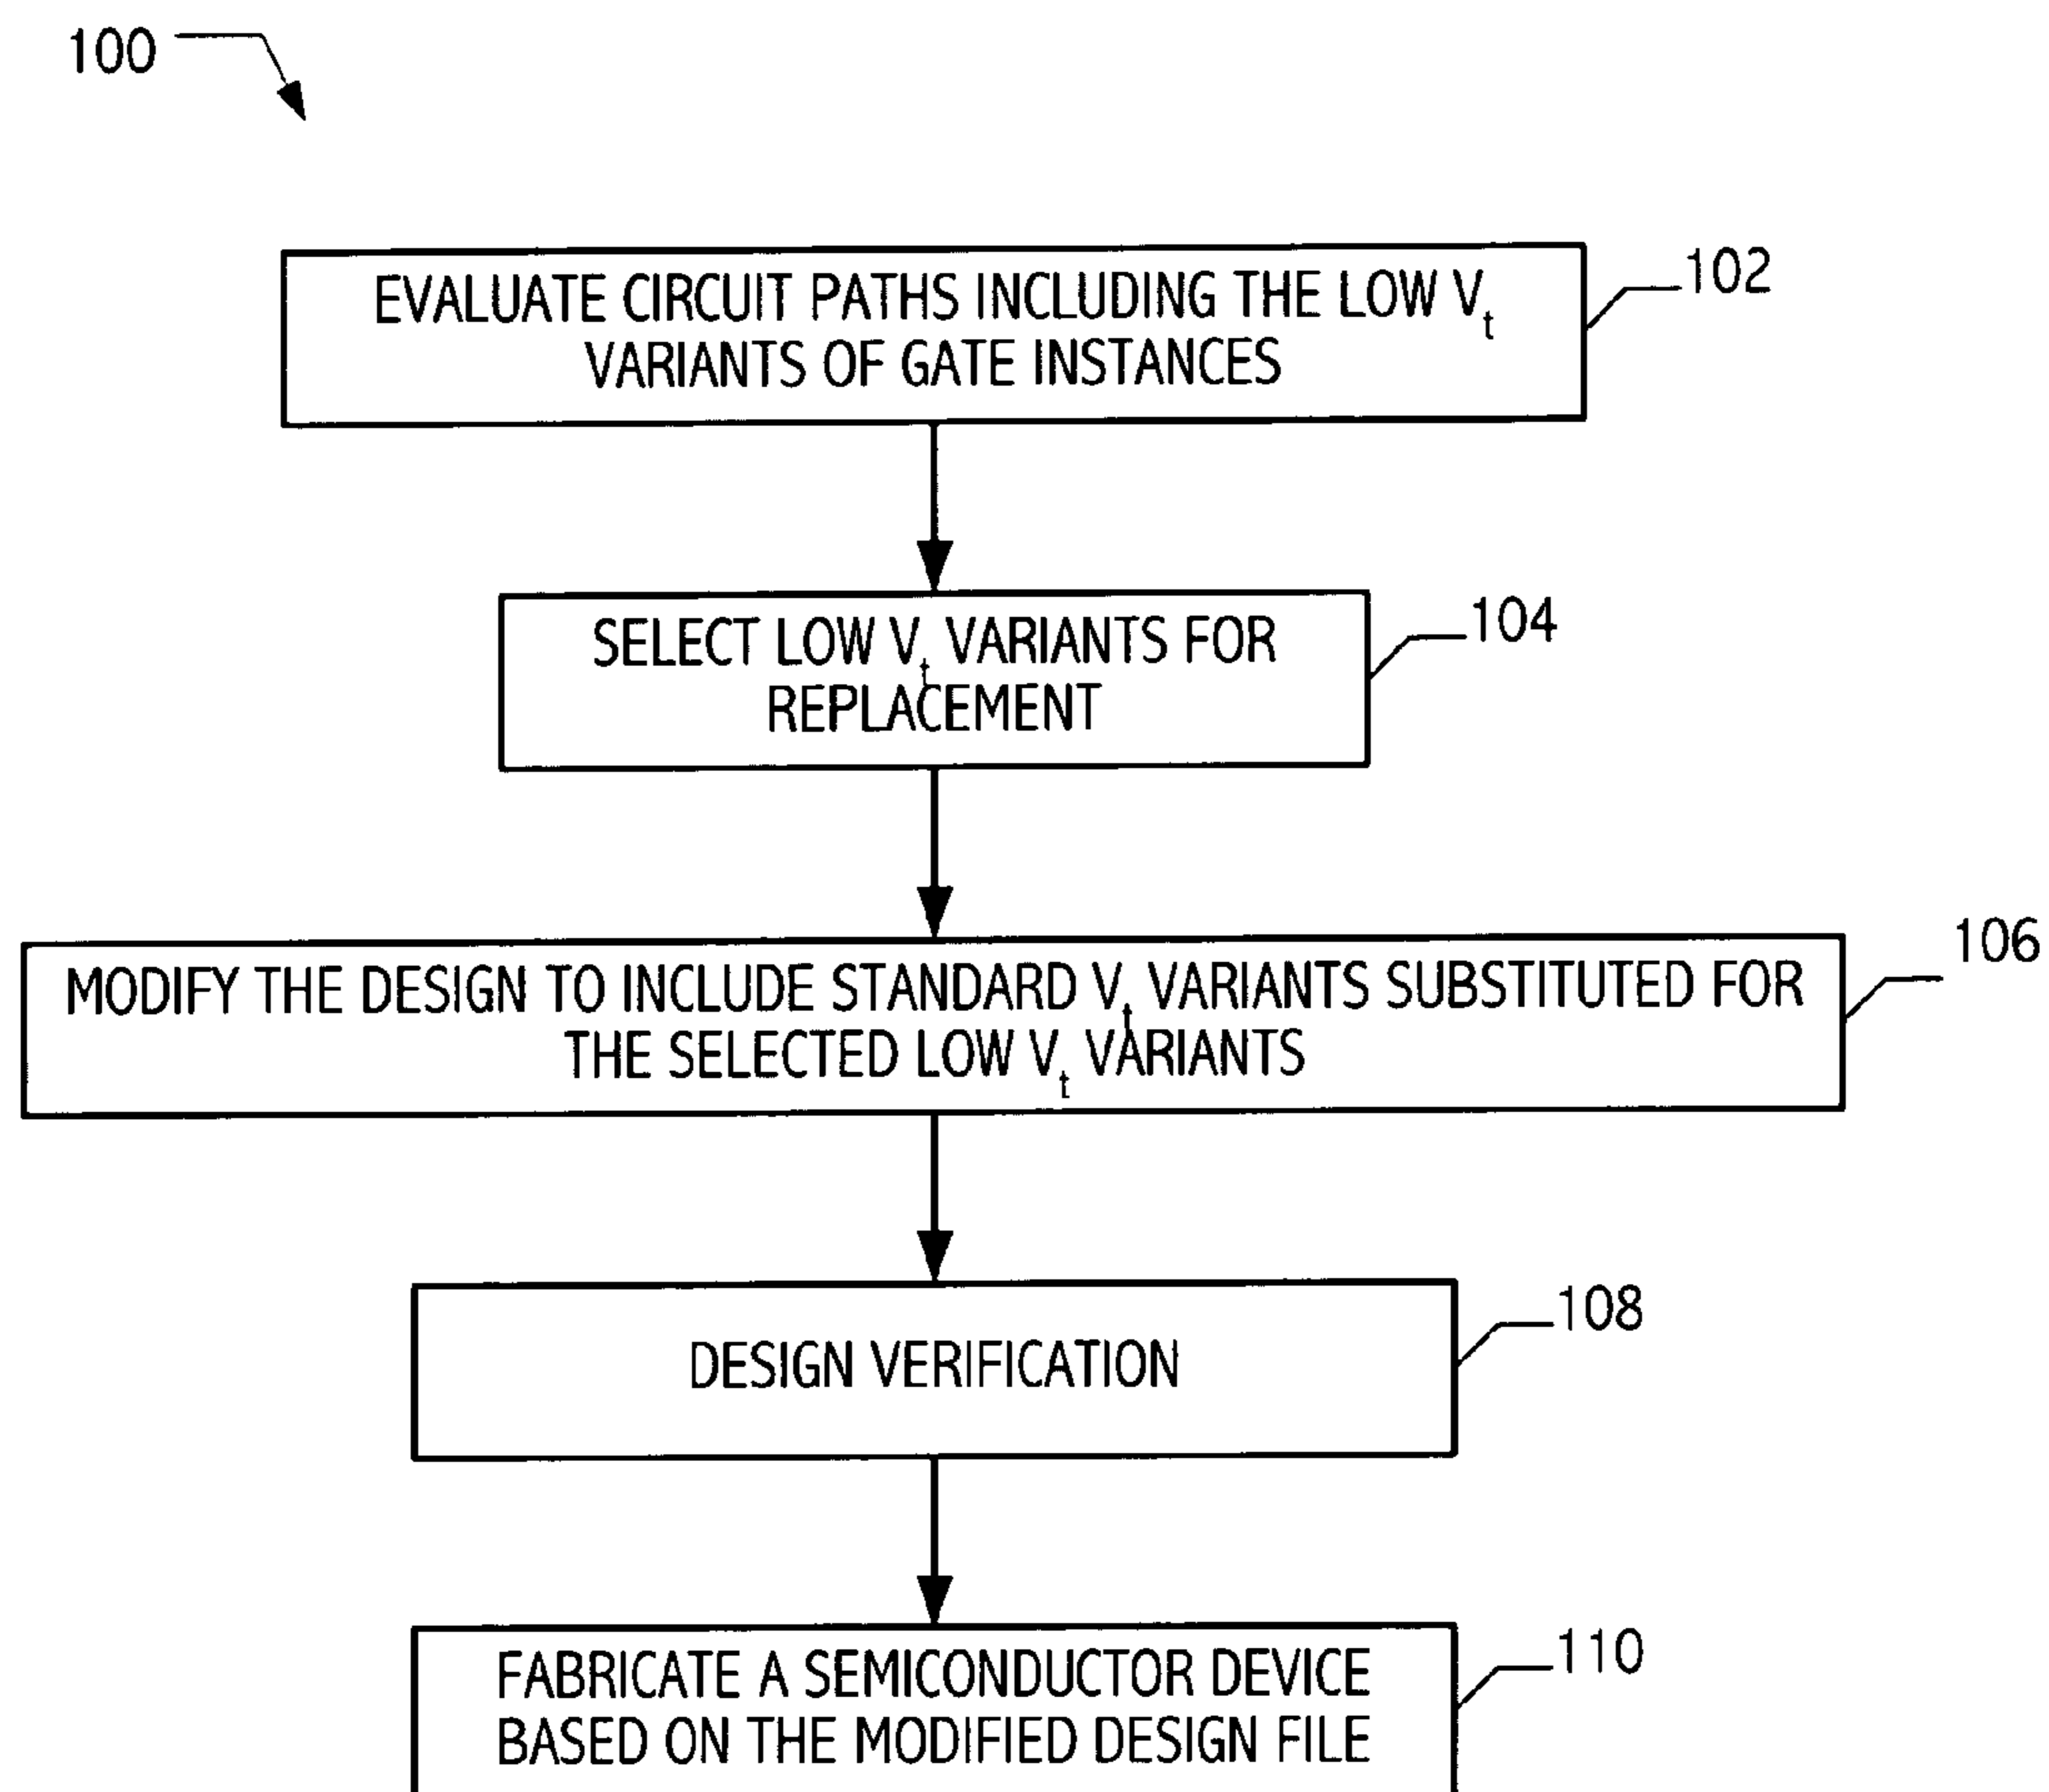 100
EVALUATE CIRCUIT PATHS INCLUDING THE LOW Vt
VARIANTS OF GATE INSTANCES
102
SELECT LOW Vt VARIANTS FOR
REPLACEMENT
104
MODIFY THE DESIGN TO INCLUDE STANDARD Vt VARIANTS SUBSTITUTED FOR
THE SELECTED LOW Vt VARIANTS
106
DESIGN VERIFICATION
108
FABRICATE A SEMICONDUCTOR DEVICE
BASED ON THE MODIFIED DESIGN FILE
110